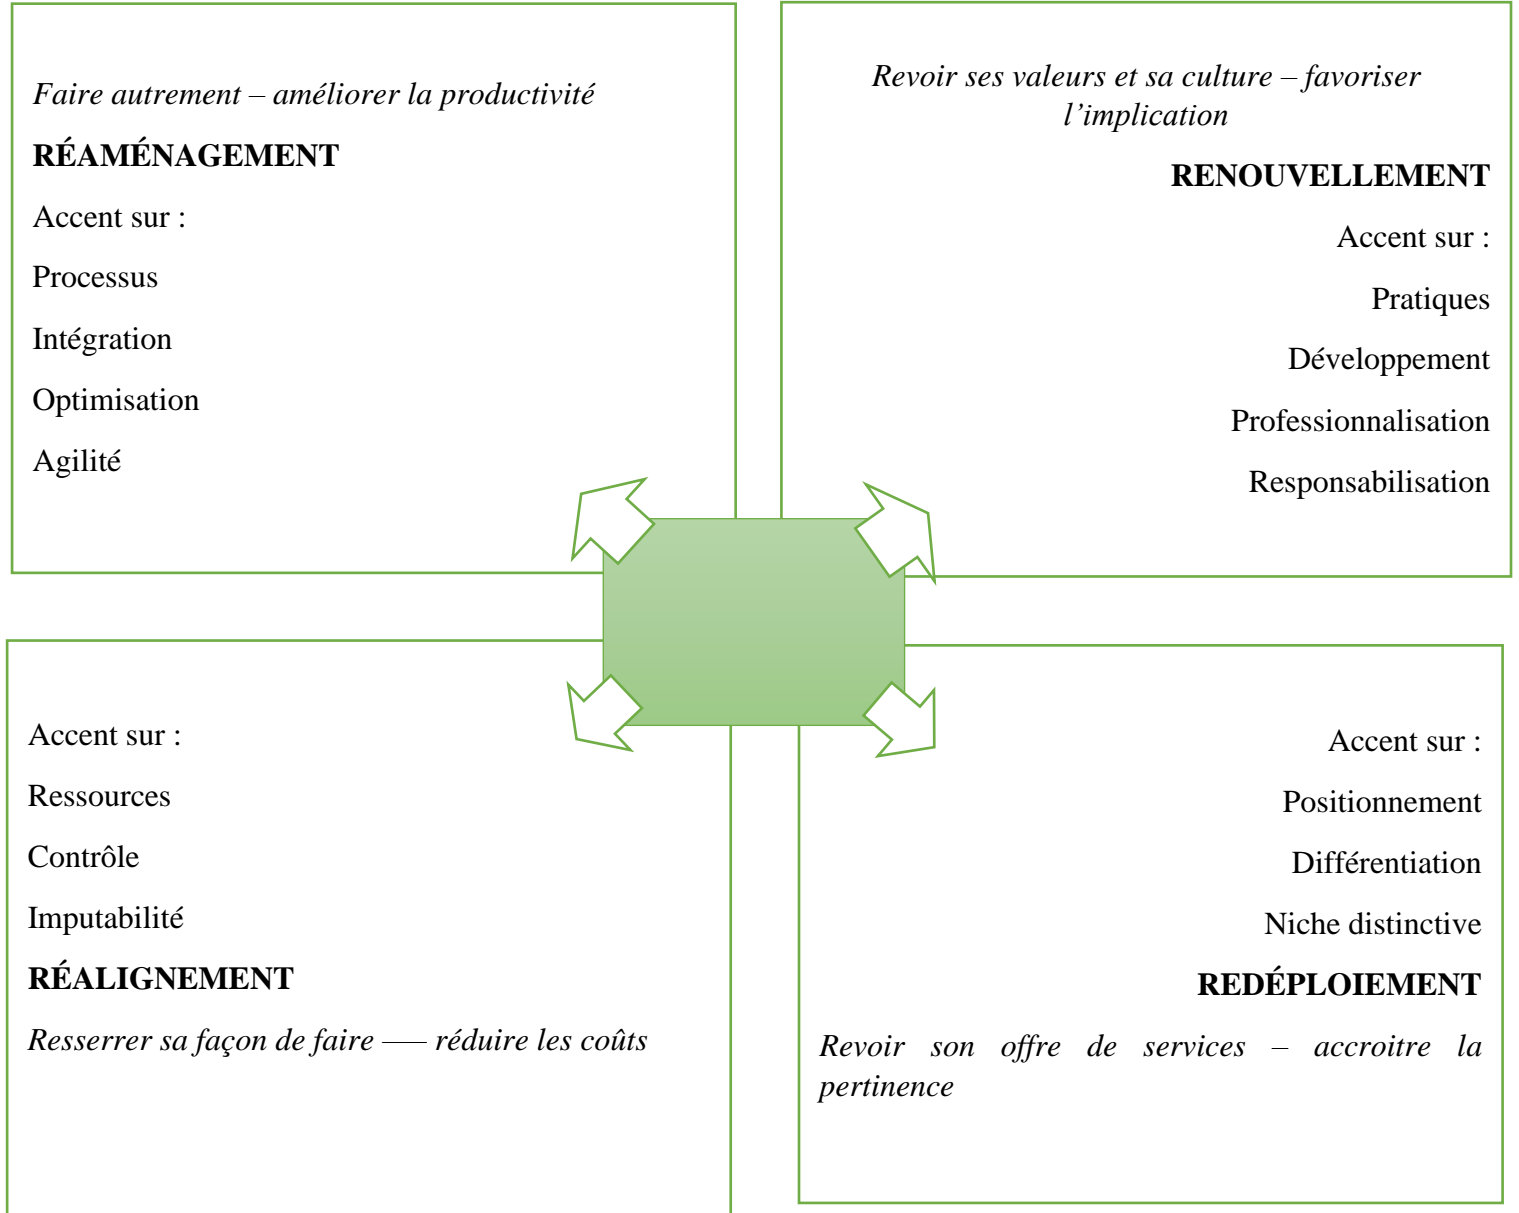 Faire autrement – améliorer la productivité
RÉAMÉNAGEMENT
Accent sur :
Processus
Intégration
Optimisation
Agilité
Revoir ses valeurs et sa culture – favoriser
l’implication
RENOUVELLEMENT
Accent sur :
Pratiques
Développement
Professionnalisation
Responsabilisation
Accent sur :
Ressources
Contrôle
Imputabilité
RÉALIGNEMENT
Resserrer sa façon de faire –— réduire les coûts
Accent sur :
Positionnement
Différentiation
Niche distinctive
REDÉPLOIEMENT
Revoir son offre de services – accroitre la
pertinence